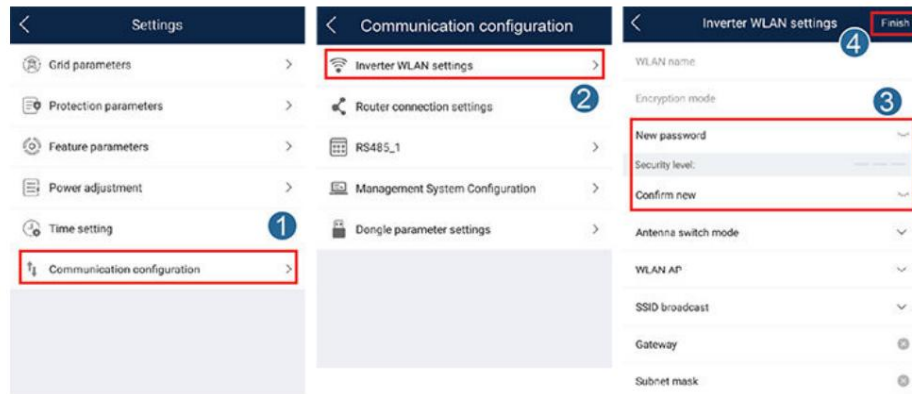 Settings
Grid parameters
Protection parameters
Feature parameters
Power adjustment
Time setting
1
Communication configuration
Communication configuration
Inverter WLAN settings
2
Router connection settings
RS485_1
Management System Configuration
Dongle parameter settings
Inverter WLAN settings
Finish
4
WLAN name
Encryption mode
3
New password
Security level:
Confirm new
Antenna switch mode
WLAN AP
SSID broadcast
Gateway
Subnet mask